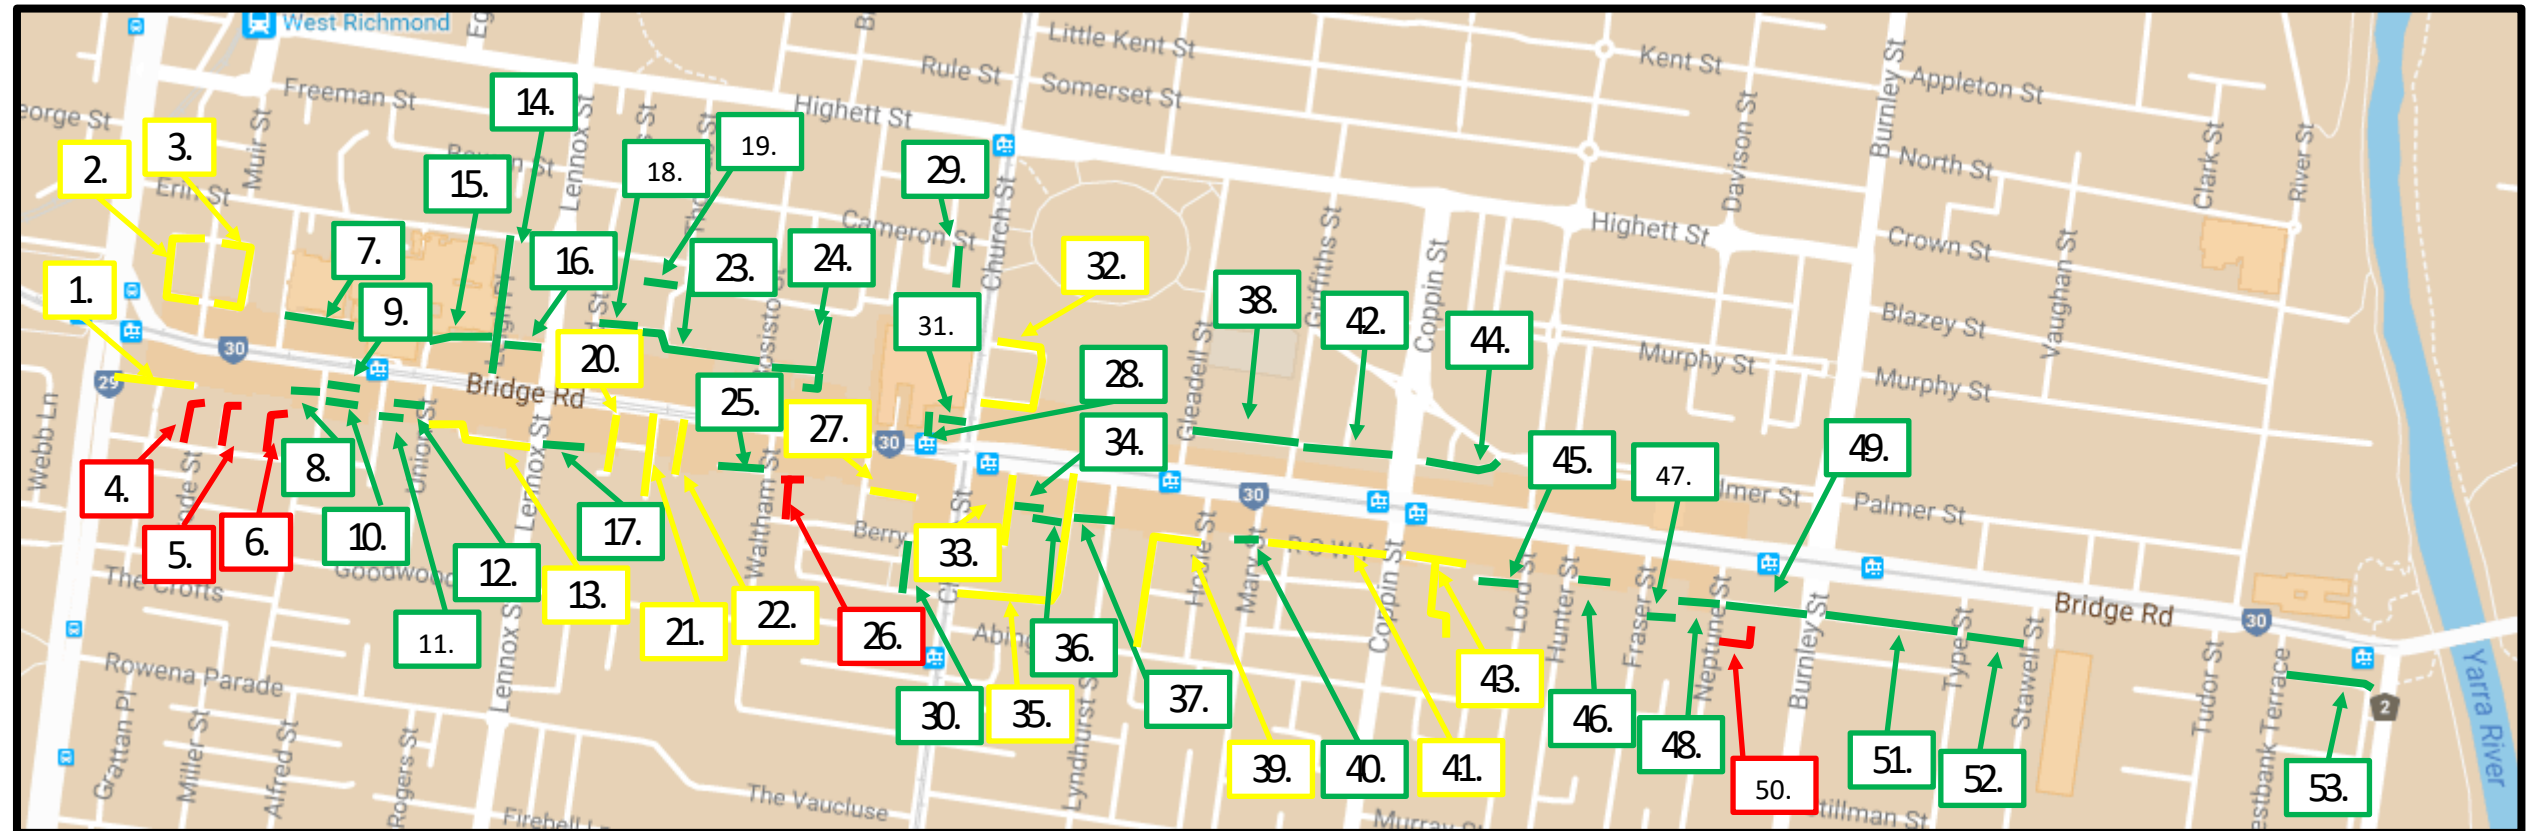 West Richmond
Little Kent St
Kent St
Rule St
Somerset St
Appleton St
Freeman St
Highett St
Burnley St
Muir St
Lennox St
Davison St
North St
Clark St
River St
14.
19.
3.
2.
18.
29.
15.
Erin St
Church St
Cameron St
Griffiths St
Highett St
Crown St
Coppin St
Vaughan St
7.
16.
23.
24.
32.
1.
9.
31.
38.
42.
44.
Blazey St
30
20.
28.
Gleadell St
Murphy St
Murphy St
29
Bridge Rd
25.
27.
30
34.
Webb Ln
Union St
Lennox St
Waltham St
4.
8.
45.
47.
49.
30
Palmer St
5.
6.
10.
17.
Berry
33.
12.
13.
The Crofts
Hosie St
Mary St
R O W Y
Coppin St
Lord St
Hunter St
Fraser St
Neptune St
Burnley St
Type St
Stawell St
Bridge Rd
30
11.
21.
22.
26.
36.
43.
Rowena Parade
Lennox St
30.
35.
37.
46.
48.
Tudor St
Yarra River
2
Grattan Pl
Miller St
Alfred St
Rogers St
The Vaucluse
Lyndhurst S
39.
40.
41.
50.
51.
52.
53.
Murray St